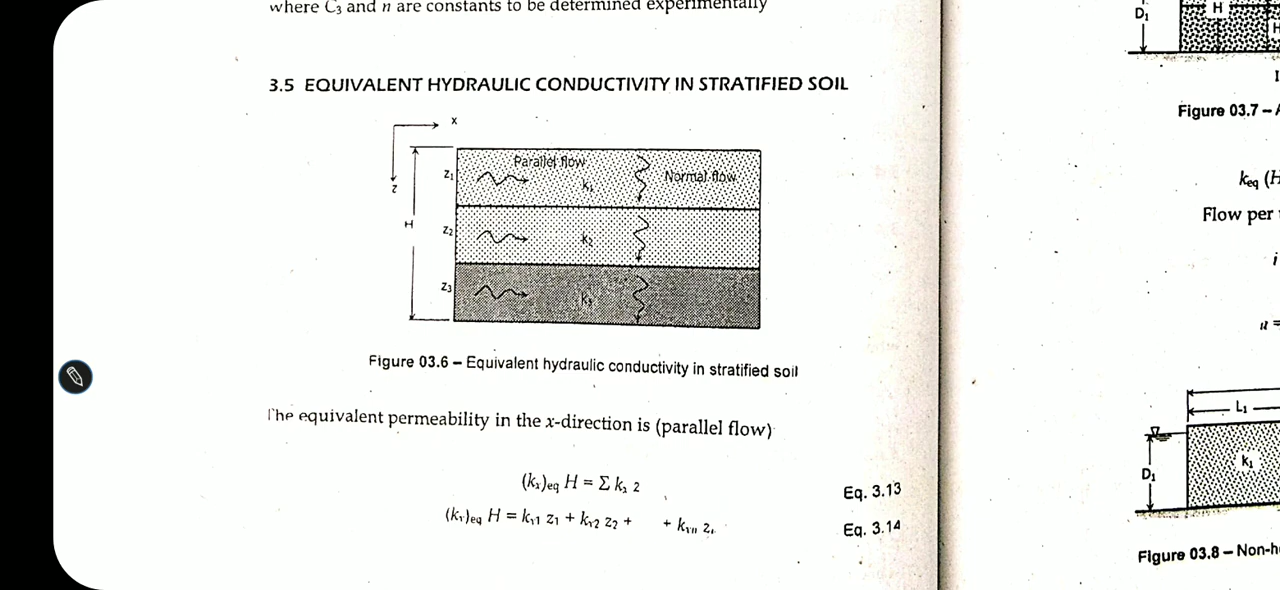 where C₃ and n are constants to be determined experimentally
3.5 EQUIVALENT HYDRAULIC CONDUCTIVITY IN STRATIFIED SOIL
x
z
H
z₁
Parallel flow
k₁
Normal flow
z₂
k₂
z₃
k₃
Figure 03.6 – Equivalent hydraulic conductivity in stratified soil
The equivalent permeability in the x-direction is (parallel flow)
(kₓ)eq H = Σ kₓ z
Eq. 3.13
(kₓ)eq H = kₓ₁ z₁ + kₓ₂ z₂ + + kₓₙ zₙ
Eq. 3.14
D₁
H
H
Figure 03.7 –
keq (H
Flow per
i
u =
L₁
D₁
k₁
Figure 03.8 – Non-h